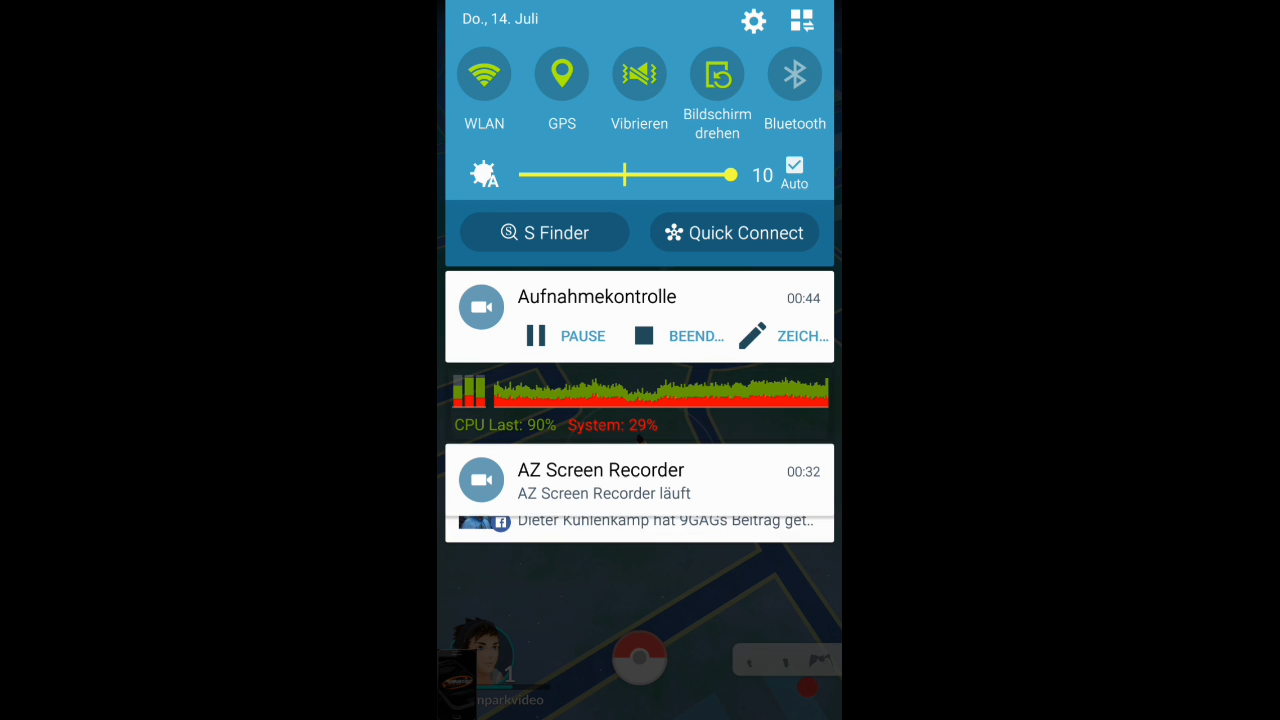 Do., 14. Juli
WLAN
GPS
Vibrieren
Bildschirm
drehen
Bluetooth
A
10
Auto
S Finder
Quick Connect
Aufnahmekontrolle
00:44
PAUSE
BEEND...
ZEICH...
CPU Last: 90% System: 29%
AZ Screen Recorder
00:32
AZ Screen Recorder läuft
Dieter Kuhlenkamp hat 9GAGs Beitrag get..
1
nparkvideo